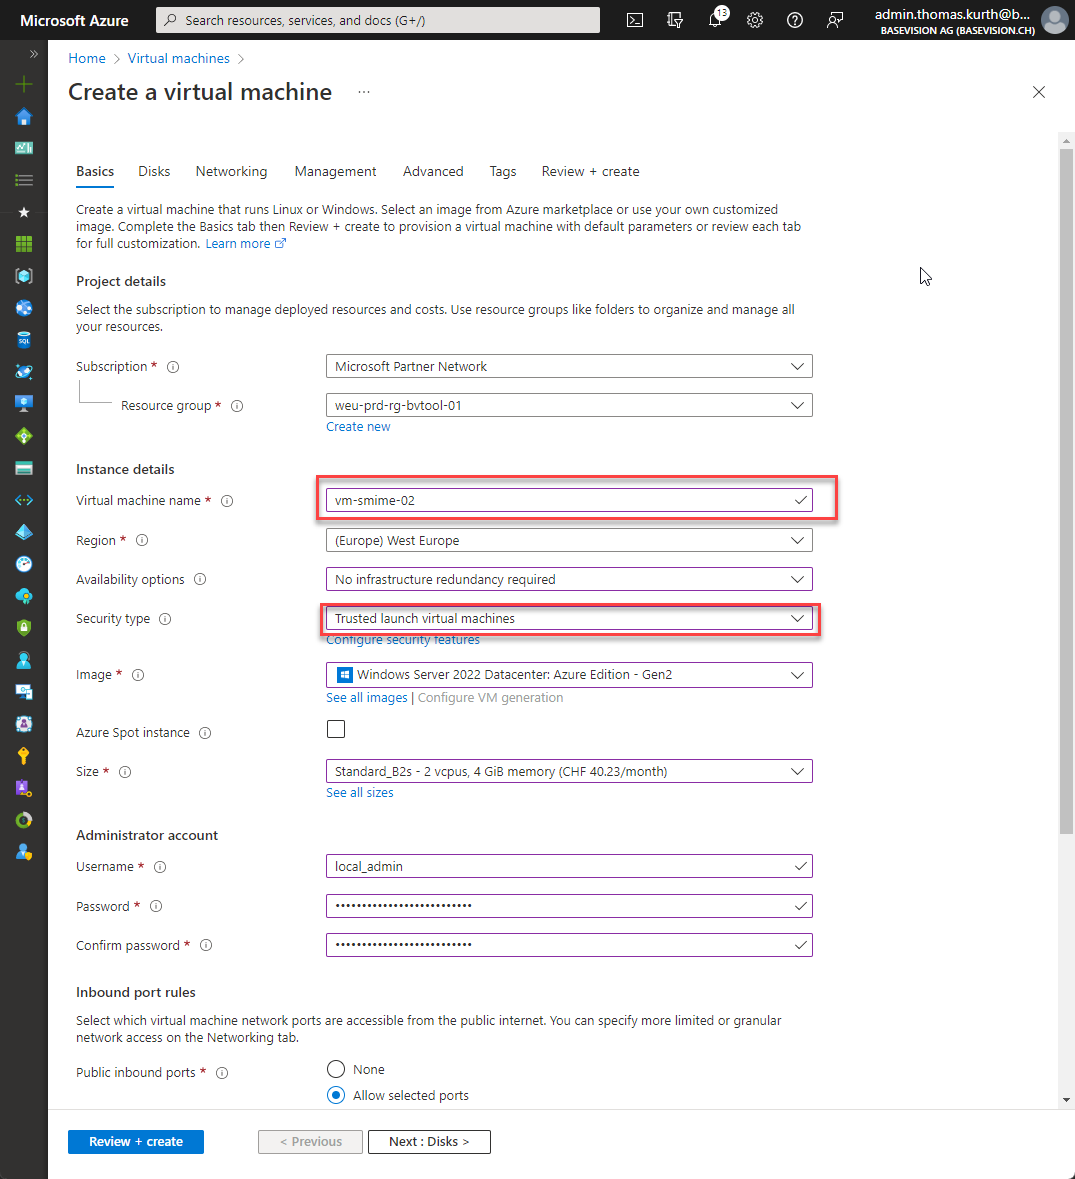 Microsoft Azure
Search resources, services, and docs (G+/)
13
admin.thomas.kurth@b...
BASEVISION AG (BASEVISION.CH)
Home > Virtual machines >
Create a virtual machine ...
Basics Disks Networking Management Advanced Tags Review + create
Create a virtual machine that runs Linux or Windows. Select an image from Azure marketplace or use your own customized
image. Complete the Basics tab then Review + create to provision a virtual machine with default parameters or review each tab
for full customization. Learn more
Project details
Select the subscription to manage deployed resources and costs. Use resource groups like folders to organize and manage all
your resources.
Subscription * Microsoft Partner Network
Resource group * weu-prd-rg-bvtool-01
Create new
Instance details
Virtual machine name * vm-smime-02
Region * (Europe) West Europe
Availability options No infrastructure redundancy required
Security type Trusted launch virtual machines
Configure security features
Image * Windows Server 2022 Datacenter: Azure Edition - Gen2
See all images | Configure VM generation
Azure Spot instance
Size * Standard_B2s - 2 vcpus, 4 GiB memory (CHF 40.23/month)
See all sizes
Administrator account
Username * local_admin
Password * ••••••••••••••••••••••••••
Confirm password * ••••••••••••••••••••••••••
Inbound port rules
Select which virtual machine network ports are accessible from the public internet. You can specify more limited or granular
network access on the Networking tab.
Public inbound ports * None
Allow selected ports
Review + create < Previous Next : Disks >